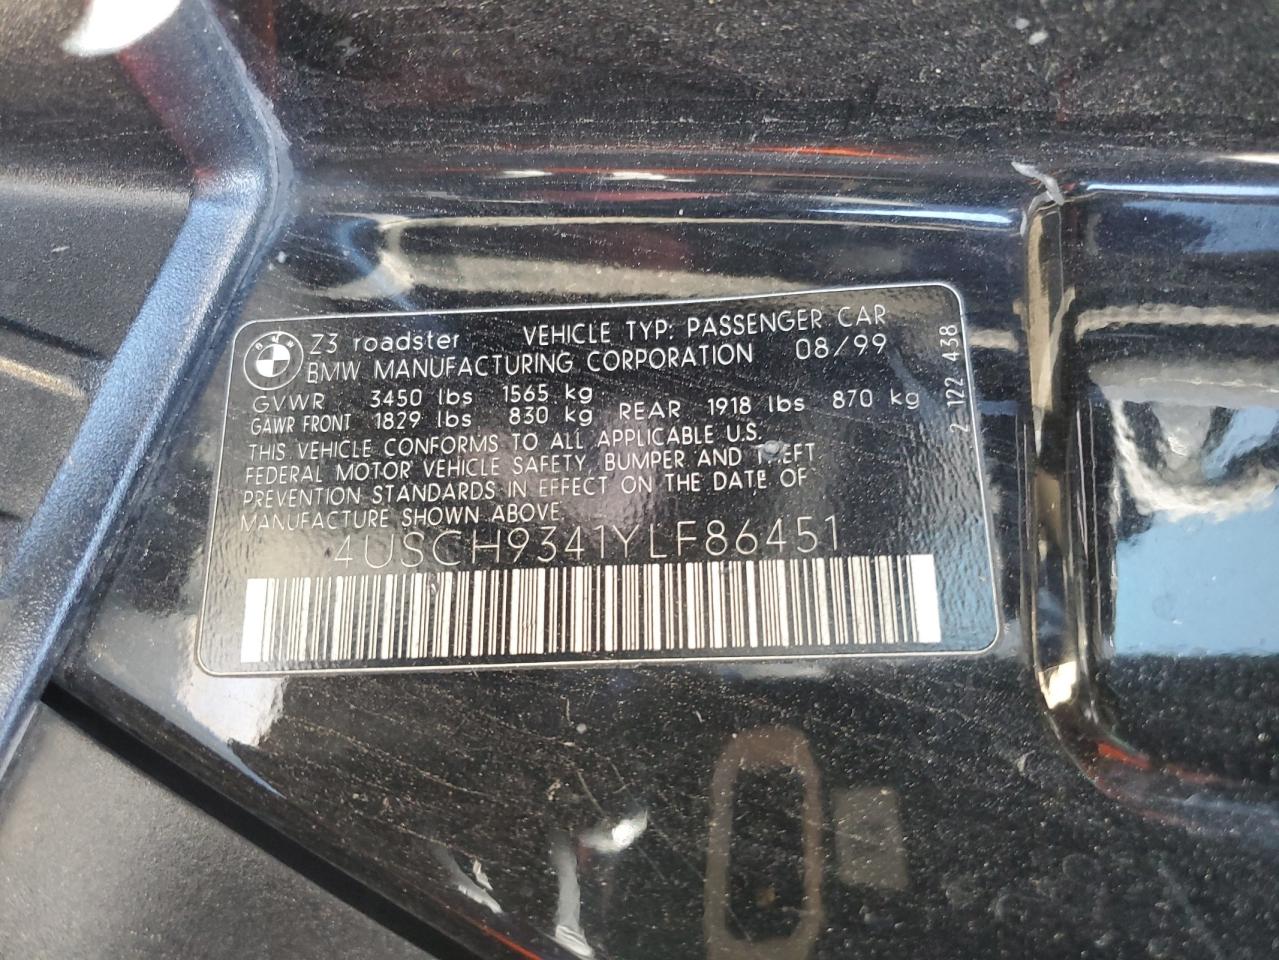 BMW
Z3 roadster VEHICLE TYP: PASSENGER CAR
BMW MANUFACTURING CORPORATION 08/99
GVWR 3450 lbs 1565 kg
GAWR FRONT 1829 lbs 830 kg REAR 1918 lbs 870 kg
THIS VEHICLE CONFORMS TO ALL APPLICABLE U.S.
FEDERAL MOTOR VEHICLE SAFETY, BUMPER AND THEFT
PREVENTION STANDARDS IN EFFECT ON THE DATE OF
MANUFACTURE SHOWN ABOVE
4USCH9341YLF86451
2 122 438